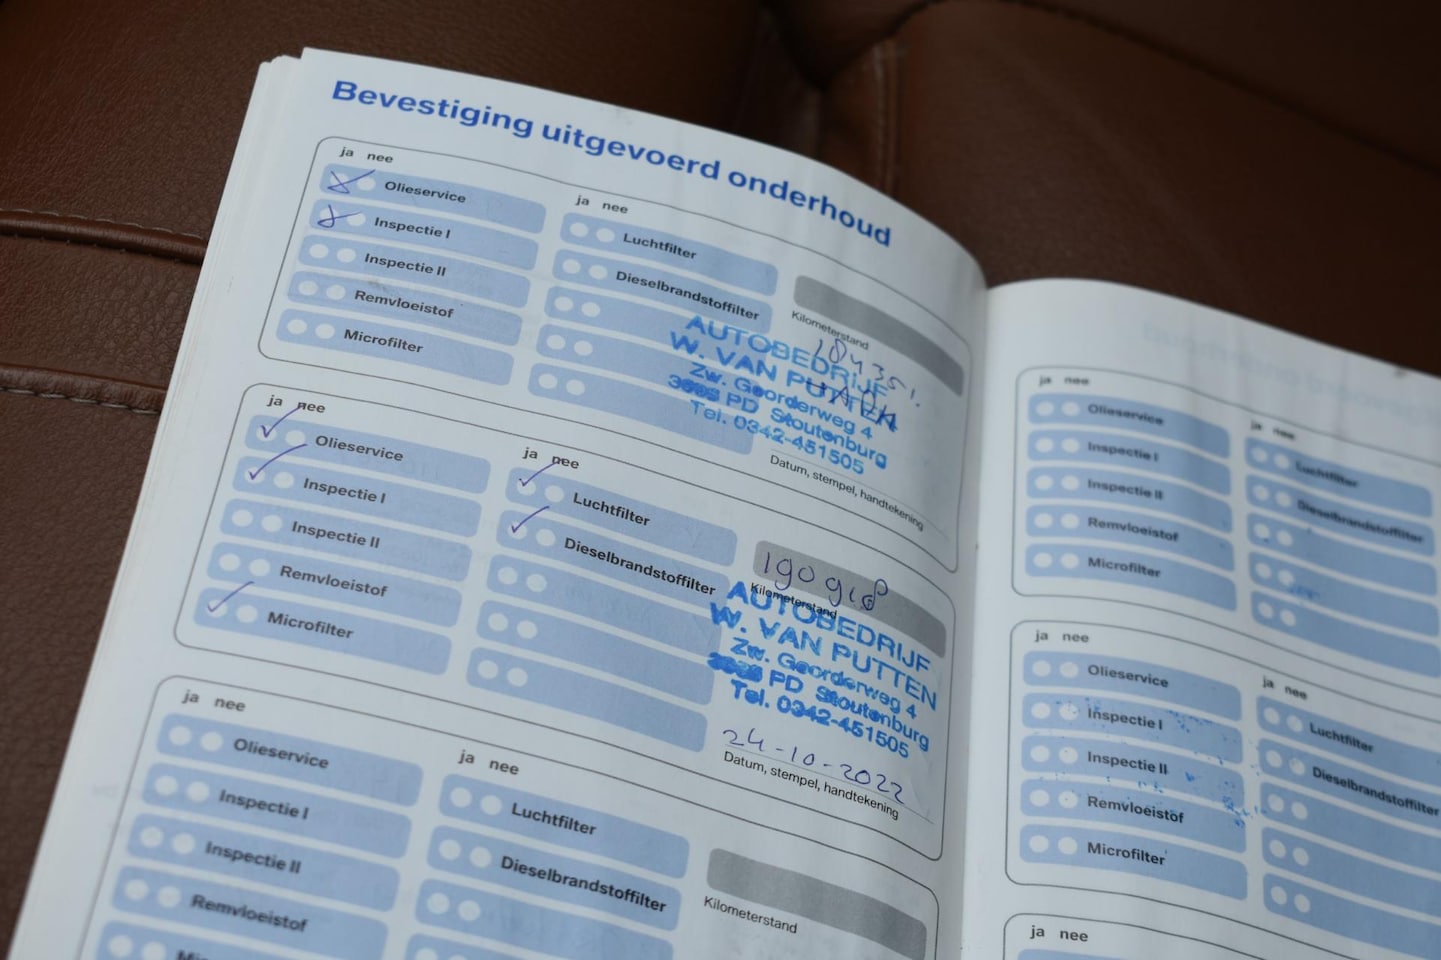 Bevestiging uitgevoerd onderhoud
ja nee
Olieservice
Inspectie I
Inspectie II
Remvloeistof
Microfilter
ja nee
Luchtfilter
Dieselbrandstoffilter
Kilometerstand
AUTOBEDRIJF
W. VAN PUTTEN
Zw. Goorderweg 4
PD Stoutenburg
Tel. 0342-451505
Datum, stempel, handtekening
ja nee
Olieservice
Inspectie I
Inspectie II
Remvloeistof
Microfilter
ja nee
Luchtfilter
Dieselbrandstoffilter
Kilometerstand
AUTOBEDRIJF
W. VAN PUTTEN
Zw. Goorderweg 4
PD Stoutenburg
Tel. 0342-451505
24-10-2022
Datum, stempel, handtekening
ja nee
Olieservice
Inspectie I
Inspectie II
Remvloeistof
ja nee
Luchtfilter
Dieselbrandstoffilter
Kilometerstand
ja nee
Olieservice
Inspectie I
Inspectie II
Remvloeistof
Microfilter
ja nee
Luchtfilter
Dieselbrandstoffilter
ja nee
Olieservice
Inspectie I
Inspectie II
Remvloeistof
Microfilter
ja nee
Luchtfilter
Dieselbrandstoffilter
ja nee